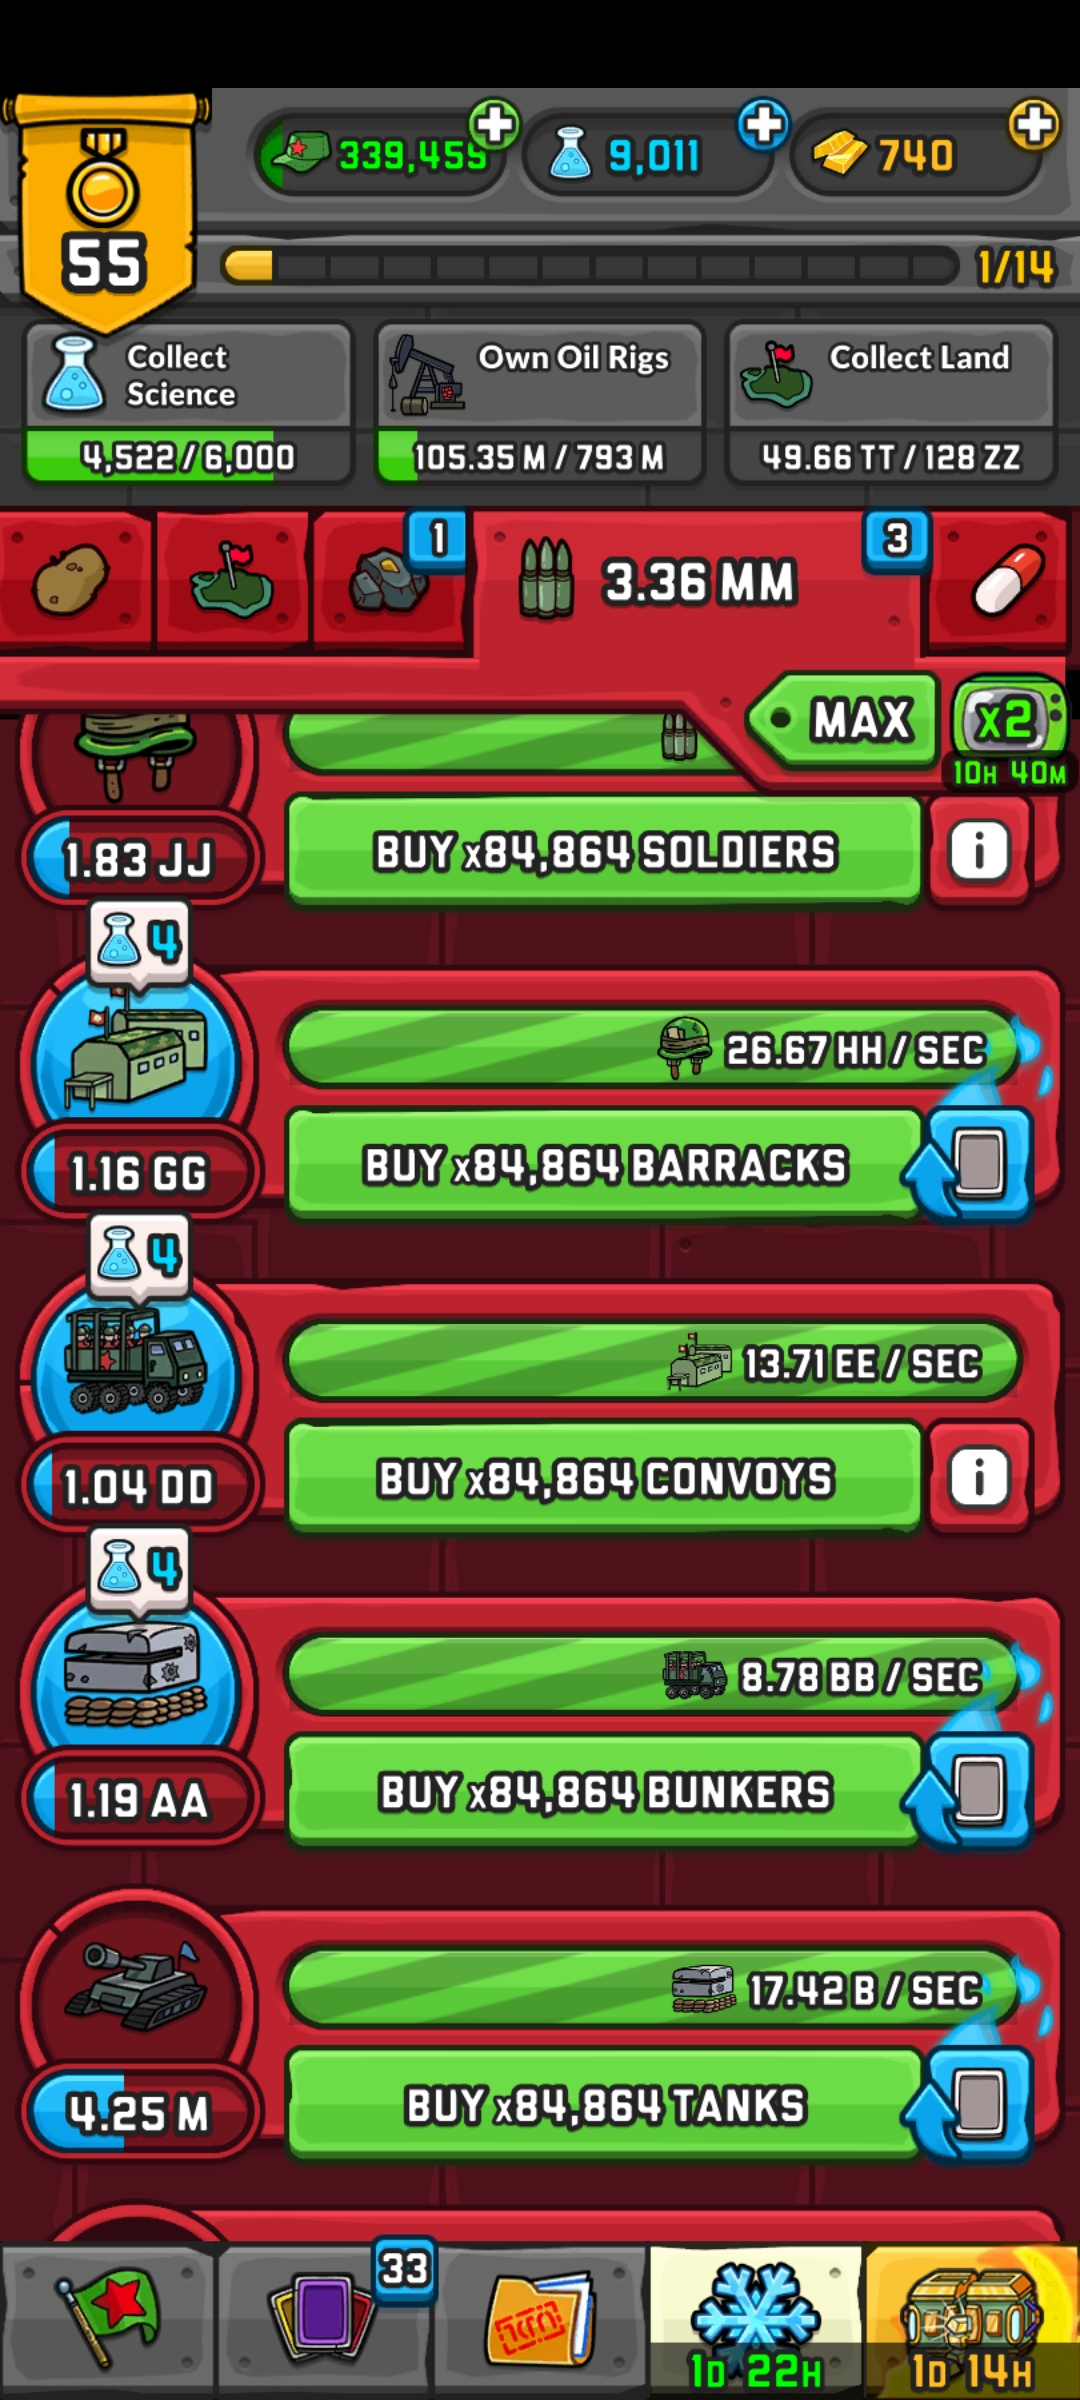 55
339,459
9,011
740
1/14
Collect
Science
4,522/6,000
Own Oil Rigs
105.35 M / 793 M
Collect Land
49.66 TT / 128 ZZ
1
3.36 MM
3
MAX
x2
10H 40M
1.83 JJ
BUY x84,864 SOLDIERS
i
4
26.67 HH / SEC
1.16 GG
BUY x84,864 BARRACKS
4
13.71 EE / SEC
1.04 DD
BUY x84,864 CONVOYS
i
4
8.78 BB / SEC
1.19 AA
BUY x84,864 BUNKERS
17.42 B / SEC
4.25 M
BUY x84,864 TANKS
33
1D 22H
1D 14H